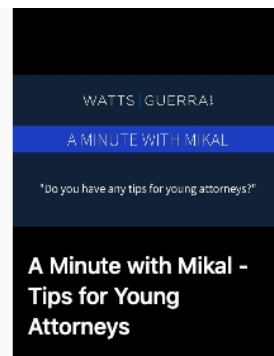 WATTS GUERRA
A MINUTE WITH MIKAL
"Do you have any tips for young attorneys?"
A Minute with Mikal -
Tips for Young
Attorneys